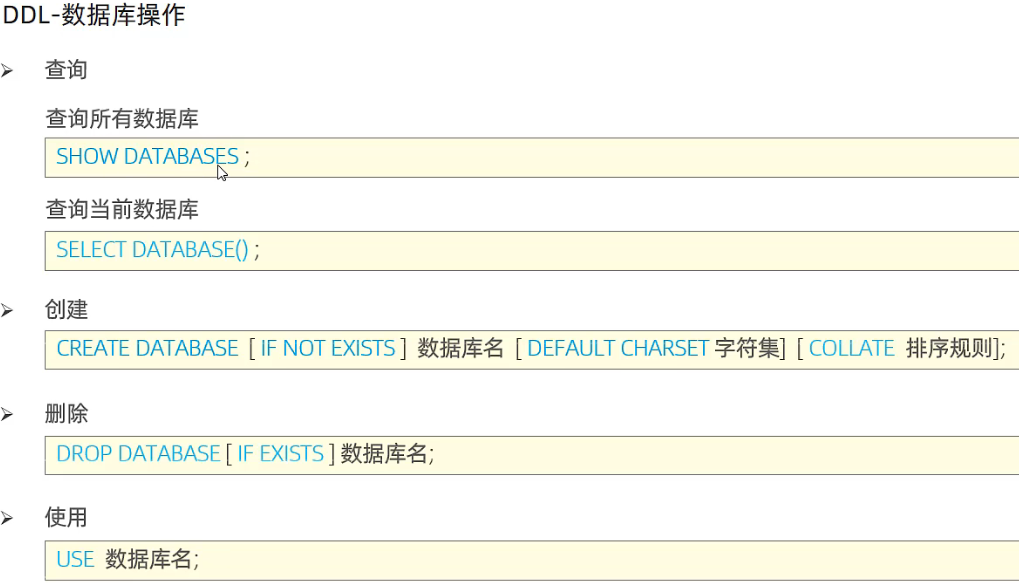 DDL-数据库操作
查询
查询所有数据库
SHOW DATABASES ;
查询当前数据库
SELECT DATABASE() ;
创建
CREATE DATABASE [ IF NOT EXISTS ] 数据库名 [ DEFAULT CHARSET 字符集] [ COLLATE 排序规则];
删除
DROP DATABASE [ IF EXISTS ] 数据库名;
使用
USE 数据库名;